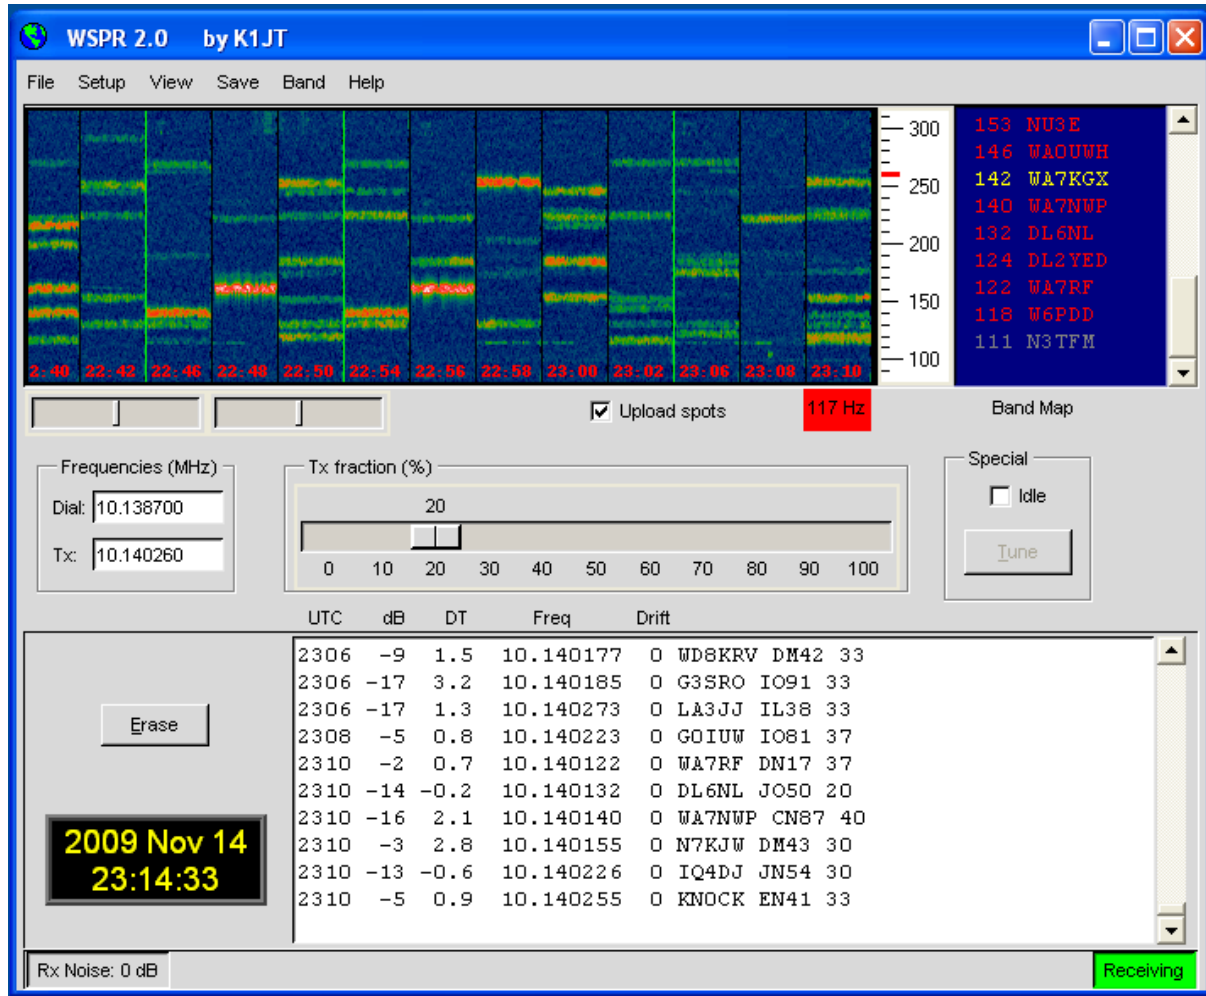 WSPR 2.0 by K1JT
File Setup View Save Band Help
300
250
200
150
100
153 NU3E
146 WA0UWH
142 WA7KGX
140 WA7NWP
132 DL6NL
124 DL2YED
122 WA7RF
118 W6PDD
111 N3TFM
2:40 22:42 22:46 22:48 22:50 22:54 22:56 22:58 23:00 23:02 23:06 23:08 23:10
Upload spots
117 Hz
Band Map
Frequencies (MHz)
Dial: 10.138700
Tx: 10.140260
Tx fraction (%)
20
0 10 20 30 40 50 60 70 80 90 100
Special
Idle
Tune
UTC dB DT Freq Drift
2306 -9 1.5 10.140177 0 WD8KRV DM42 33
2306 -17 3.2 10.140185 0 G3SRO IO91 33
2306 -17 1.3 10.140273 0 LA3JJ IL38 33
2308 -5 0.8 10.140223 0 G0IUW IO81 37
2310 -2 0.7 10.140122 0 WA7RF DN17 37
2310 -14 -0.2 10.140132 0 DL6NL JO50 20
2310 -16 2.1 10.140140 0 WA7NWP CN87 40
2310 -3 2.8 10.140155 0 N7KJW DM43 30
2310 -13 -0.6 10.140226 0 IQ4DJ JN54 30
2310 -5 0.9 10.140255 0 KN0CK EN41 33
Erase
2009 Nov 14
23:14:33
Rx Noise: 0 dB
Receiving